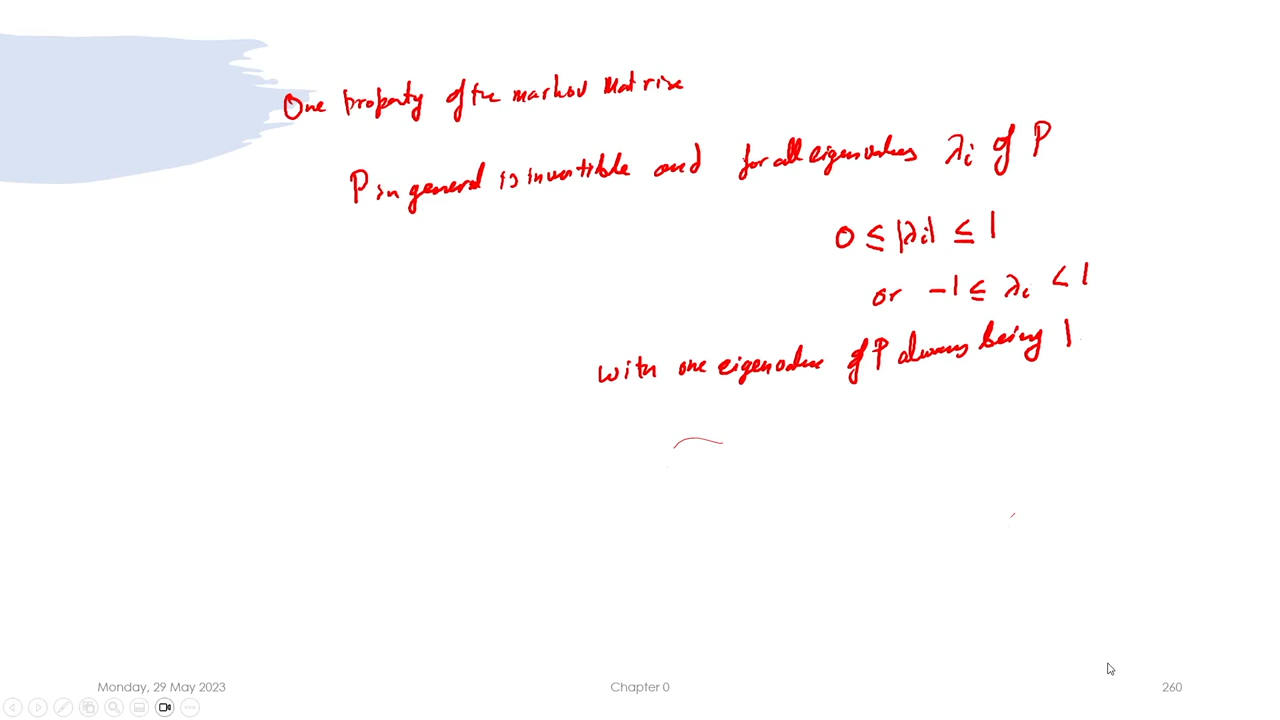 One property of the markov Matrix
P in general is invertible and for all eigenvalues λi of P
0 ≤ |λi| ≤ 1
or -1 ≤ λi < 1
with one eigenvalue of P always being 1.
Monday, 29 May 2023 Chapter 0 260